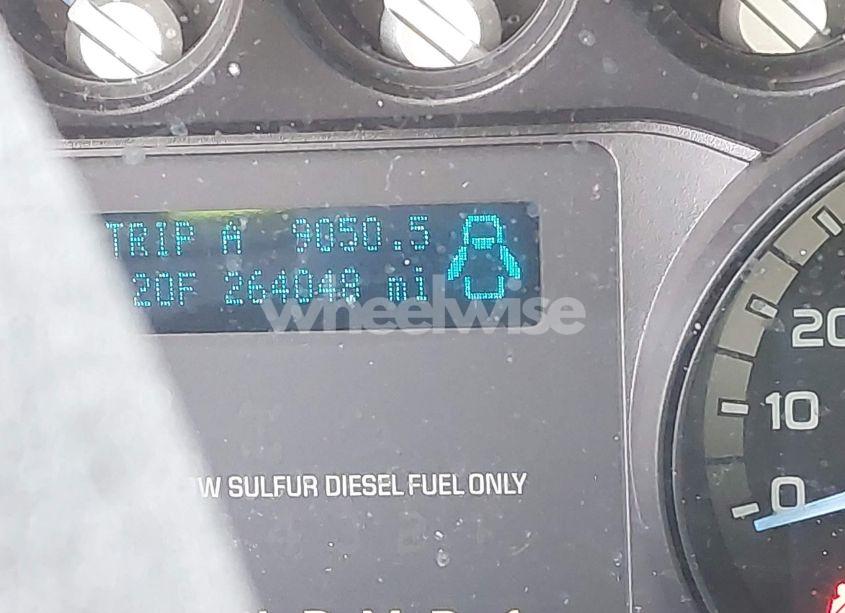 TRIP A 9050.5
20F 264048 mi
wheelwise
SULFUR DIESEL FUEL ONLY
20
10
0